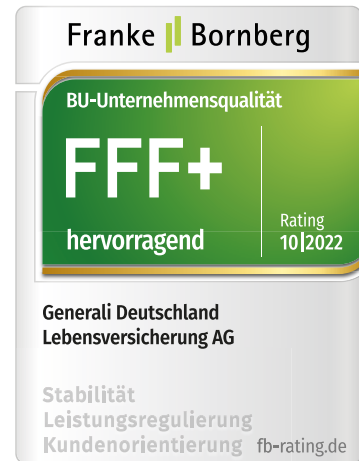 Franke Bornberg
BU-Unternehmensqualität
FFF+
hervorragend
Rating
10|2022
Generali Deutschland
Lebensversicherung AG
Stabilität
Leistungsregulierung
Kundenorientierung fb-rating.de